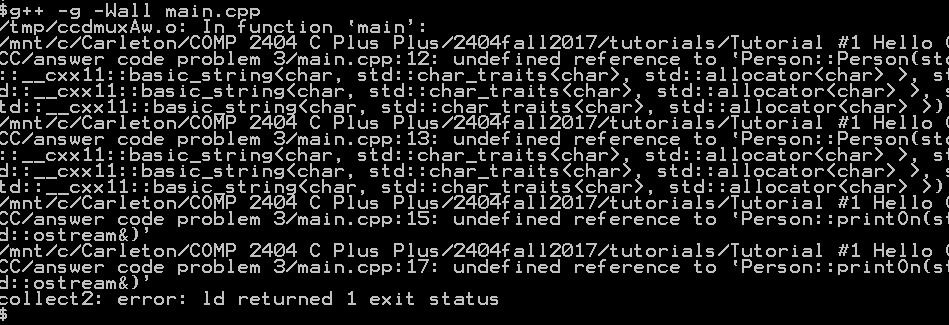 $g++ -g -Wall main.cpp
/tmp/ccdmuxAw.o: In function ‘main’:
/mnt/c/Carleton/COMP 2404 C Plus Plus/2404fall2017/tutorials/Tutorial #1 Hello G
CC/answer code problem 3/main.cpp:12: undefined reference to ‘Person::Person(std
::__cxx11::basic_string<char, std::char_traits<char>, std::allocator<char> >, s
td::__cxx11::basic_string<char, std::char_traits<char>, std::allocator<char> >, s
td::__cxx11::basic_string<char, std::char_traits<char>, std::allocator<char> >)’
/mnt/c/Carleton/COMP 2404 C Plus Plus/2404fall2017/tutorials/Tutorial #1 Hello G
CC/answer code problem 3/main.cpp:13: undefined reference to ‘Person::Person(std
::__cxx11::basic_string<char, std::char_traits<char>, std::allocator<char> >, s
td::__cxx11::basic_string<char, std::char_traits<char>, std::allocator<char> >, s
td::__cxx11::basic_string<char, std::char_traits<char>, std::allocator<char> >)’
/mnt/c/Carleton/COMP 2404 C Plus Plus/2404fall2017/tutorials/Tutorial #1 Hello G
CC/answer code problem 3/main.cpp:15: undefined reference to ‘Person::printOn(st
d::ostream&)’
/mnt/c/Carleton/COMP 2404 C Plus Plus/2404fall2017/tutorials/Tutorial #1 Hello G
CC/answer code problem 3/main.cpp:17: undefined reference to ‘Person::printOn(st
d::ostream&)’
collect2: error: ld returned 1 exit status
$